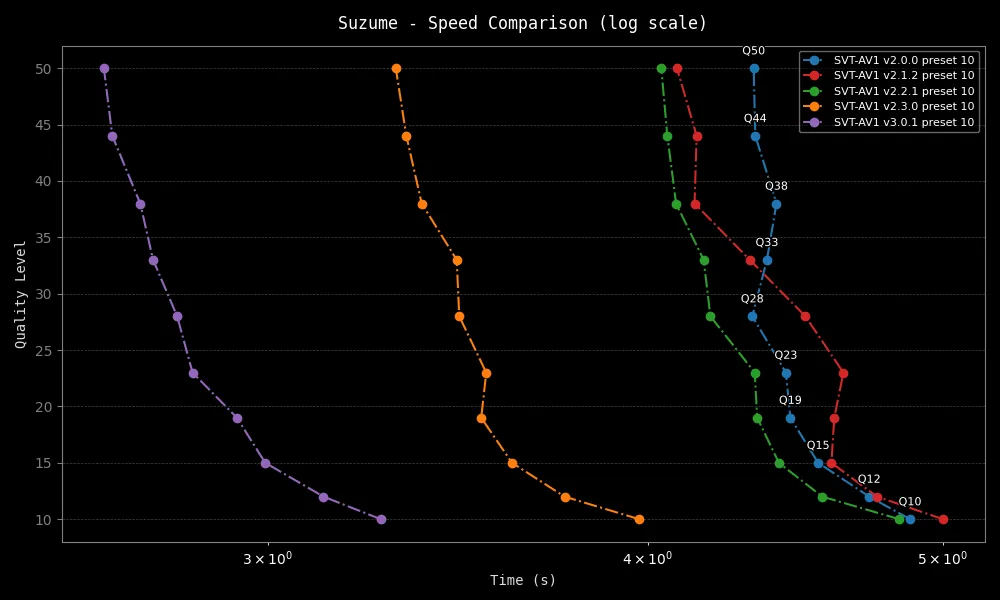 Suzume - Speed Comparison (log scale)
SVT-AV1 v2.0.0 preset 10
SVT-AV1 v2.1.2 preset 10
SVT-AV1 v2.2.1 preset 10
SVT-AV1 v2.3.0 preset 10
SVT-AV1 v3.0.1 preset 10
Q50
Q44
Q38
Q33
Q28
Q23
Q19
Q15
Q12
Q10
Quality Level
50
45
40
35
30
25
20
15
10
3 × 10⁰
4 × 10⁰
5 × 10⁰
Time (s)